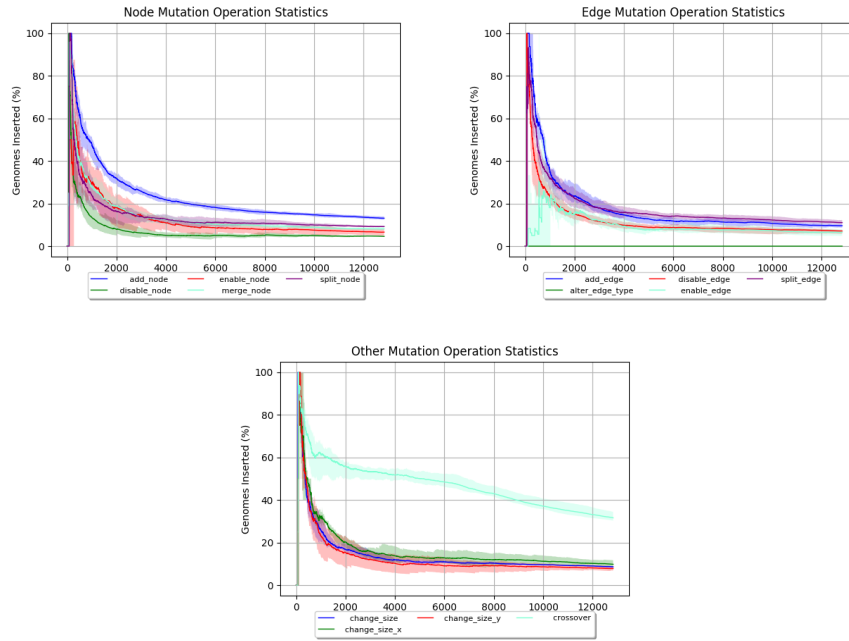 Node Mutation Operation Statistics
Genomes Inserted (%)
100
80
60
40
20
0
0 2000 4000 6000 8000 10000 12000
add_node enable_node split_node
disable_node merge_node
Edge Mutation Operation Statistics
Genomes Inserted (%)
100
80
60
40
20
0
0 2000 4000 6000 8000 10000 12000
add_edge disable_edge split_edge
alter_edge_type enable_edge
Other Mutation Operation Statistics
Genomes Inserted (%)
100
80
60
40
20
0
0 2000 4000 6000 8000 10000 12000
change_size change_size_y crossover
change_size_x